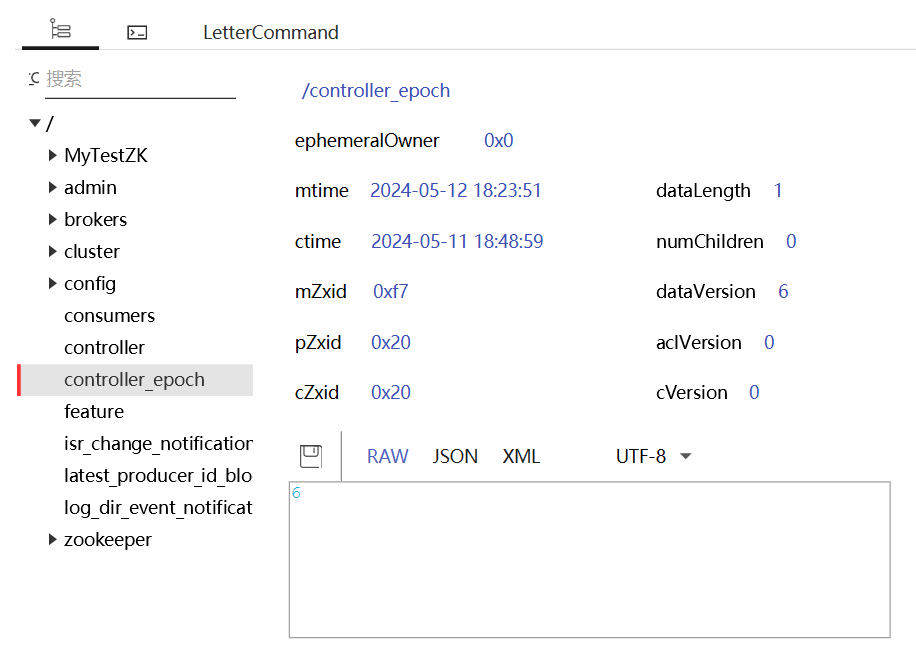 LetterCommand
搜索
/
MyTestZK
admin
brokers
cluster
config
consumers
controller
controller_epoch
feature
isr_change_notification
latest_producer_id_blo
log_dir_event_notificat
zookeeper
/controller_epoch
ephemeralOwner 0x0
mtime 2024-05-12 18:23:51 dataLength 1
ctime 2024-05-11 18:48:59 numChildren 0
mZxid 0xf7 dataVersion 6
pZxid 0x20 aclVersion 0
cZxid 0x20 cVersion 0
RAW JSON XML UTF-8
6